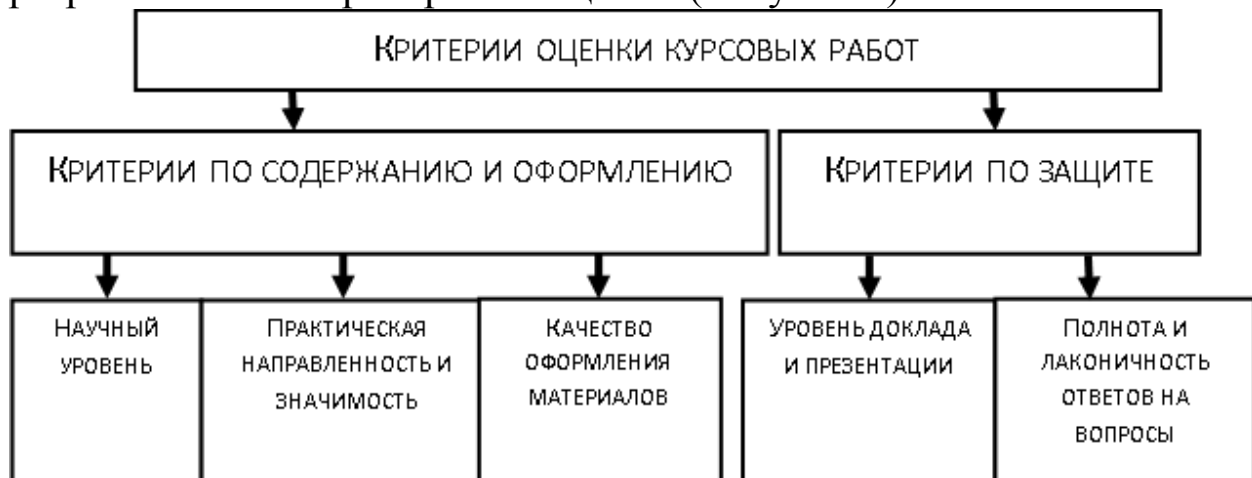 Критерии оценки курсовых работ
Критерии по содержанию и оформлению
Критерии по защите
Научный
уровень
Практическая
направленность и
значимость
Качество
оформления
материалов
Уровень доклада
и презентации
Полнота и
лаконичность
ответов на
вопросы